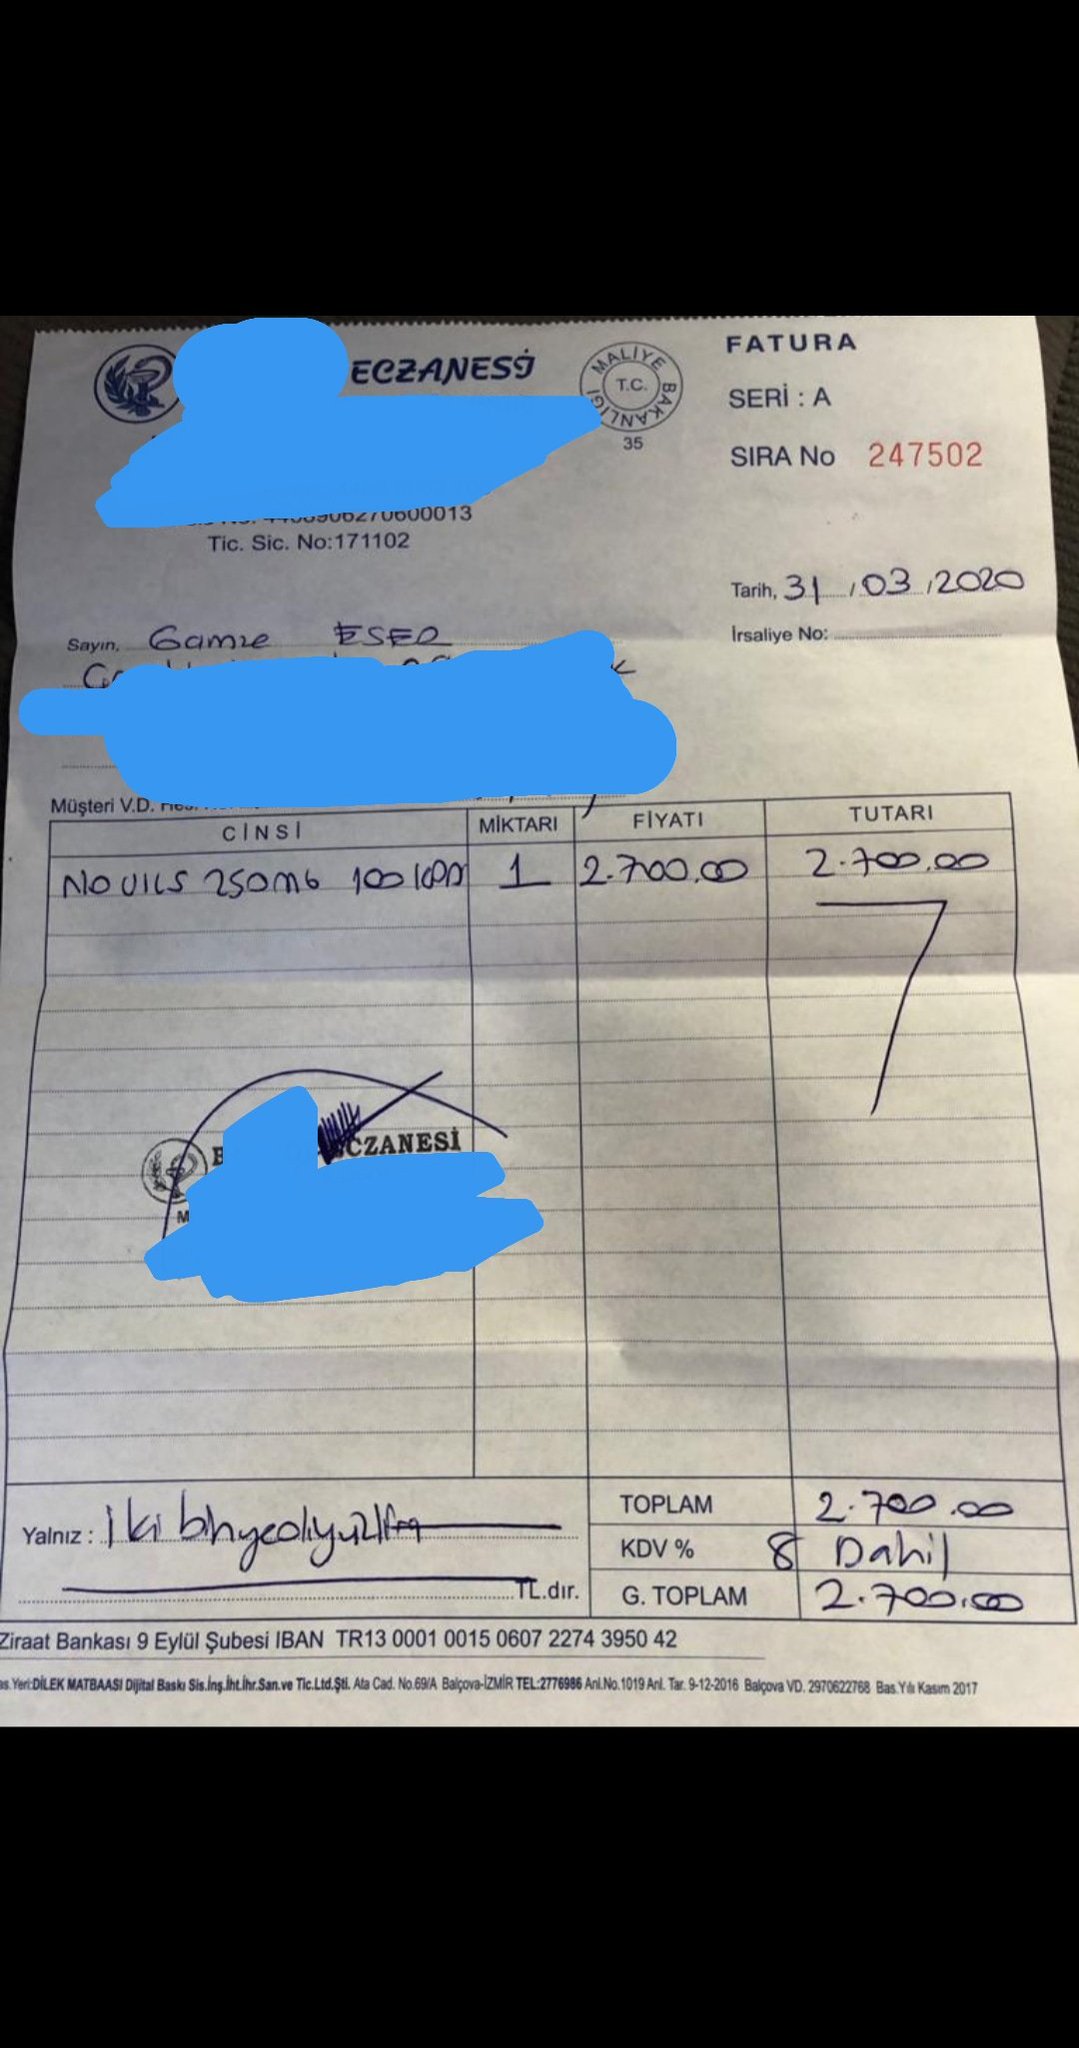 ECZANESİ
MALİYE BAKANLIĞI T.C.
35
FATURA
SERİ : A
SIRA No 247502
Tic. Sic. No:171102
Tarih, 31/03/2020
Sayın, Gamze ESER
İrsaliye No:
Müşteri V.D.
CİNSİ MİKTARI FİYATI TUTARI
250mg 100 1 2.700,00 2.700,00
ECZANESİ
TOPLAM 2.700.00
Yalnız : iki binyediyüzlira
KDV % 8 Dahil
TL.dır.
G. TOPLAM 2.700,00
Ziraat Bankası 9 Eylül Şubesi IBAN TR13 0001 0015 0607 2274 3950 42
DİLEK MATBAASI Dijital Baskı Sis.İnş.İht.İhr.San.ve Tic.Ltd.Şti. Ata Cad. No.69/A Balçova-İZMİR TEL:2776986 Anl.No.1019 Anl. Tar. 9-12-2016 Balçova VD. 2970622768 Bas.Yılı Kasım 2017